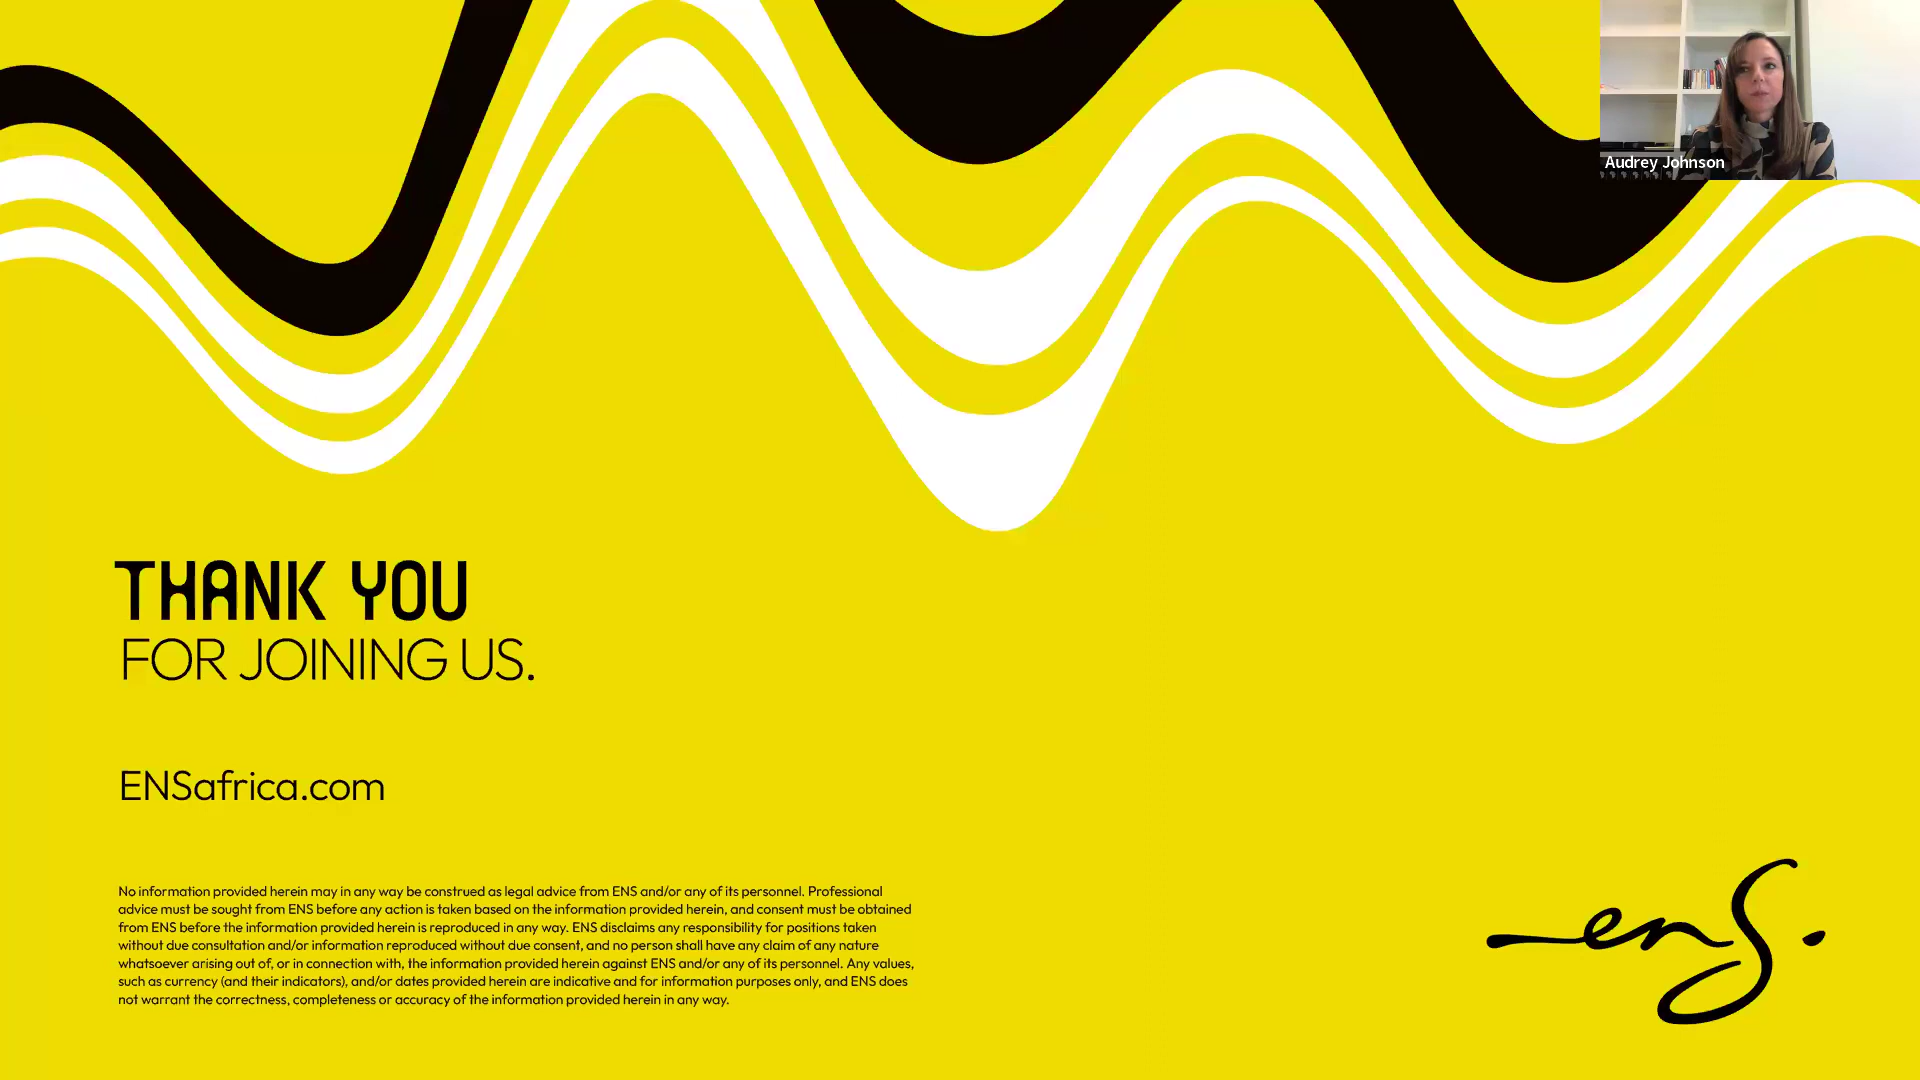 Audrey Johnson
THANK YOU
FOR JOINING US.
ENSafrica.com
No information provided herein may in any way be construed as legal advice from ENS and/or any of its personnel. Professional
advice must be sought from ENS before any action is taken based on the information provided herein, and consent must be obtained
from ENS before the information provided herein is reproduced in any way. ENS disclaims any responsibility for positions taken
without due consultation and/or information reproduced without due consent, and no person shall have any claim of any nature
whatsoever arising out of, or in connection with, the information provided herein against ENS and/or any of its personnel. Any values,
such as currency (and their indicators), and/or dates provided herein are indicative and for information purposes only, and ENS does
not warrant the correctness, completeness or accuracy of the information provided herein in any way.
enS.